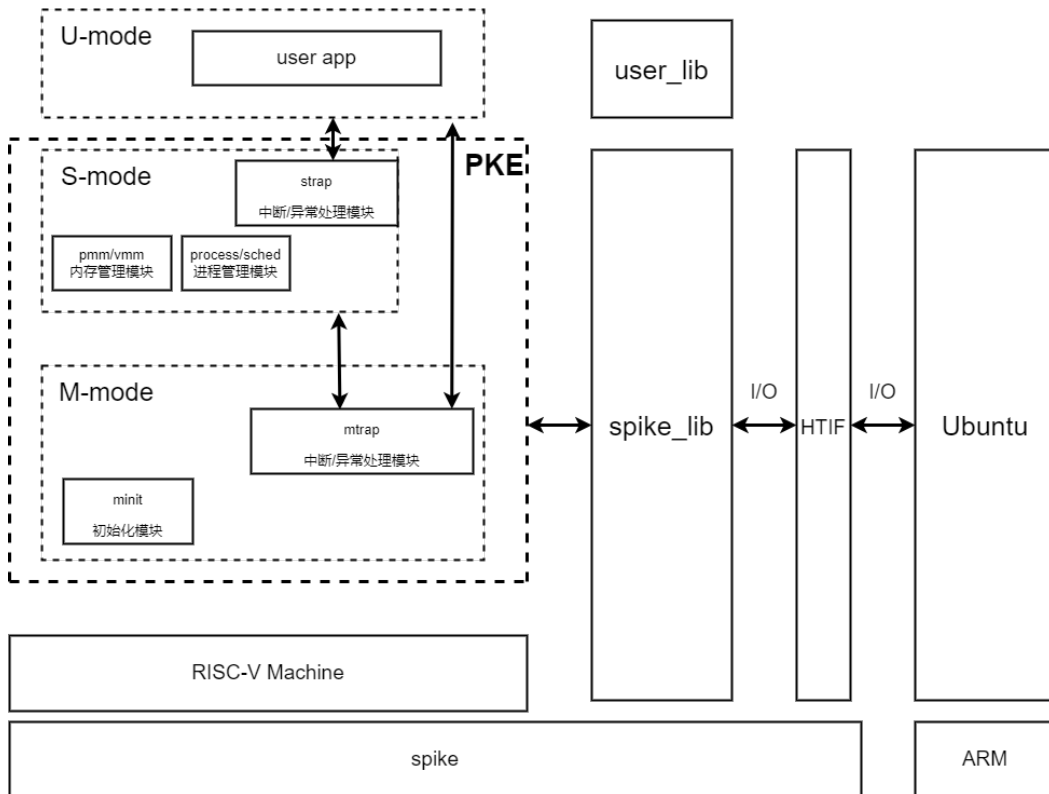 U-mode
user app
user_lib
PKE
S-mode
strap
中断/异常处理模块
pmm/vmm
内存管理模块
process/sched
进程管理模块
M-mode
mtrap
中断/异常处理模块
minit
初始化模块
spike_lib
I/O
HTIF
I/O
Ubuntu
RISC-V Machine
spike
ARM